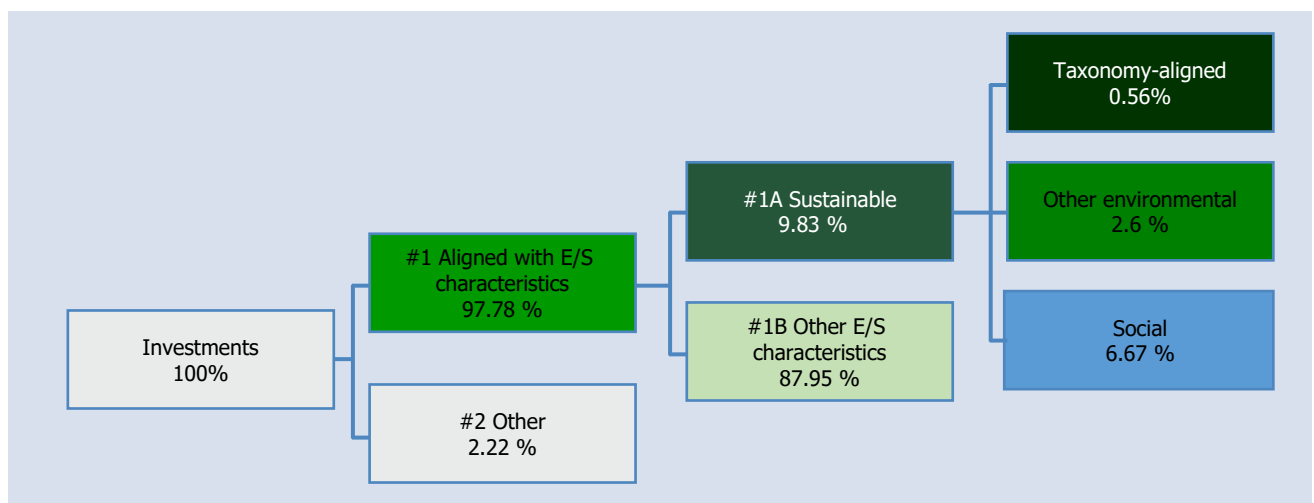 Investments
100%
#1 Aligned with E/S
characteristics
97.78 %
#2 Other
2.22 %
#1A Sustainable
9.83 %
#1B Other E/S
characteristics
87.95 %
Taxonomy-aligned
0.56%
Other environmental
2.6 %
Social
6.67 %